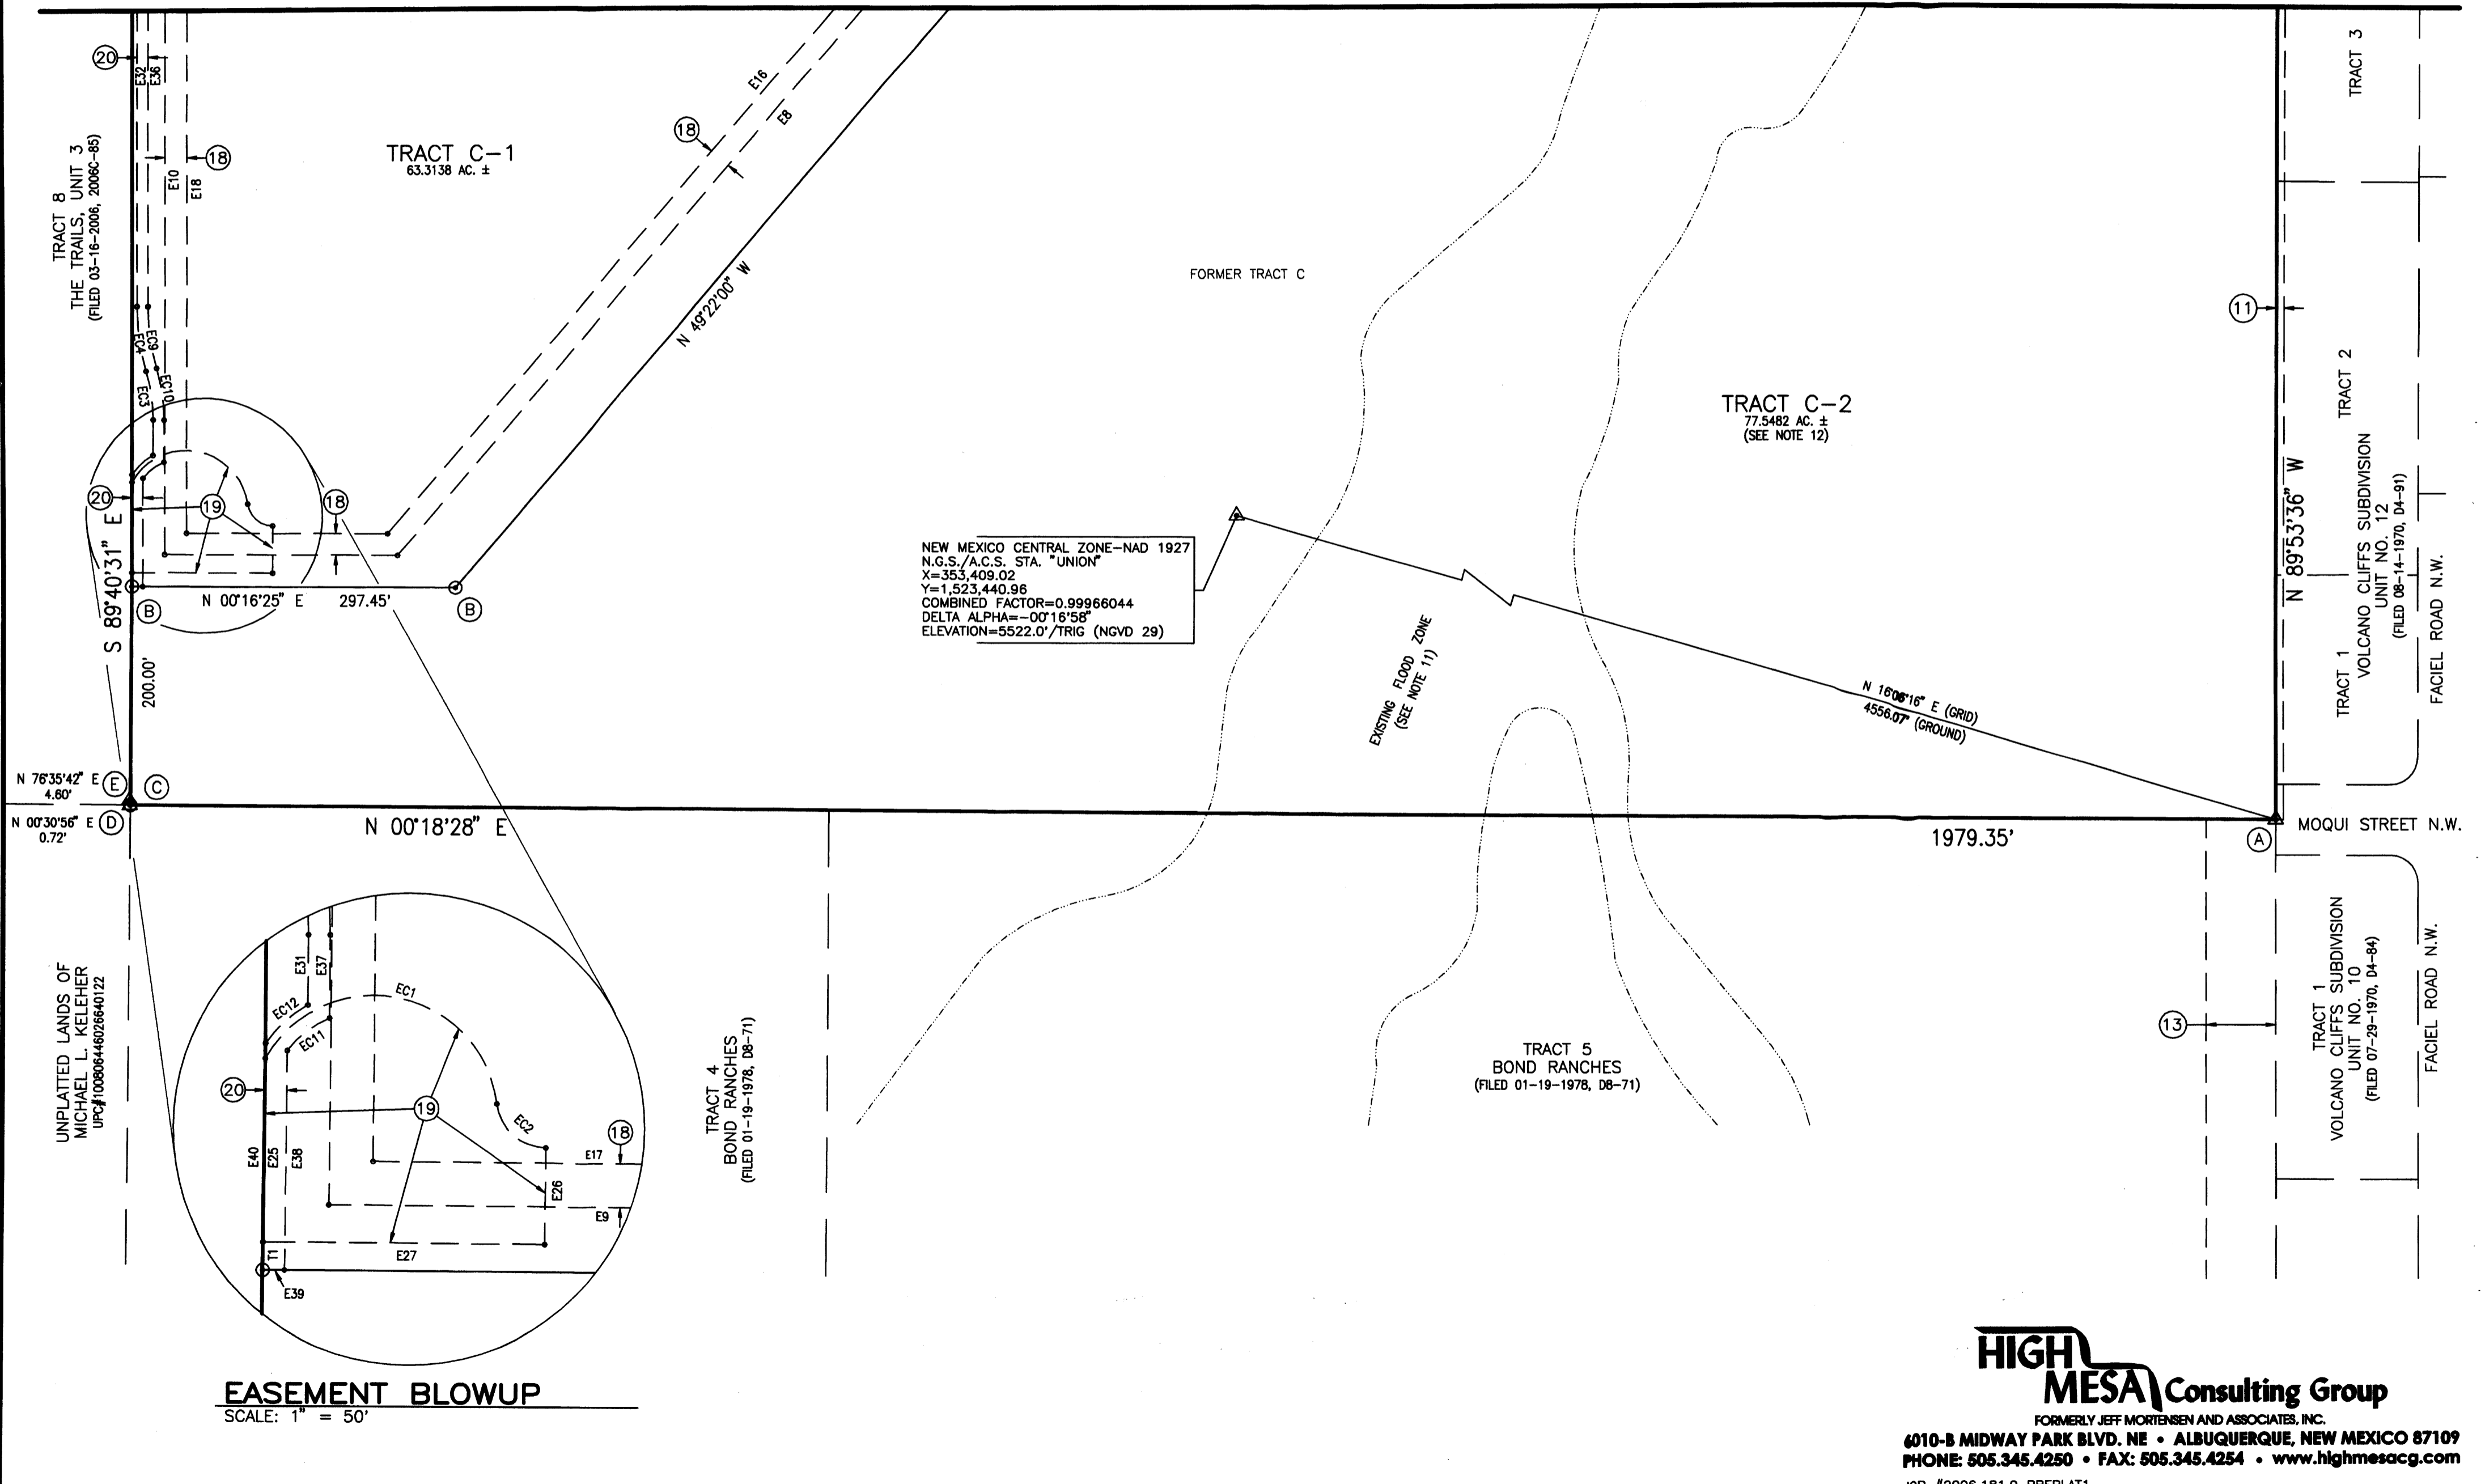 20
E32
E36
18
E10
E18
TRACT 8
THE TRAILS, UNIT 3
(FILED 03-16-2006, 2006C-85)
TRACT C-1
63.3138 AC. ±
18
E16
E8
N 49°22'00" W
FORMER TRACT C
TRACT C-2
77.5482 AC. ±
(SEE NOTE 12)
11
TRACT 3
TRACT 2
TRACT 1
VOLCANO CLIFFS SUBDIVISION
UNIT NO. 12
(FILED 08-14-1970, D4-91)
FACIEL ROAD N.W.
N 89°53'36" W
EC4
EC9
EC3
EC10
20
19
18
S 89°40'31" E
200.00'
B
N 00°16'25" E 297.45'
B
NEW MEXICO CENTRAL ZONE-NAD 1927
N.G.S./A.C.S. STA. "UNION"
X=353,409.02
Y=1,523,440.96
COMBINED FACTOR=0.99966044
DELTA ALPHA=-00°16'58"
ELEVATION=5522.0'/TRIG (NGVD 29)
EXISTING FLOOD ZONE
(SEE NOTE 11)
N 16°06'16" E (GRID)
4556.07' (GROUND)
N 76°35'42" E
4.60'
E
C
N 00°30'56" E
0.72'
D
N 00°18'28" E
1979.35'
A
MOQUI STREET N.W.
UNPLATTED LANDS OF
MICHAEL L. KELEHER
UPC#100806446026640122
E31
E37
EC12
EC11
EC1
20
19
EC2
18
E17
E40
E25
E38
E26
E9
E27
T1
E39
TRACT 4
BOND RANCHES
(FILED 01-19-1978, D8-71)
TRACT 5
BOND RANCHES
(FILED 01-19-1978, D8-71)
13
TRACT 1
VOLCANO CLIFFS SUBDIVISION
UNIT NO. 10
(FILED 07-29-1970, D4-84)
FACIEL ROAD N.W.
EASEMENT BLOWUP
SCALE: 1" = 50'
HIGH
MESA Consulting Group
FORMERLY JEFF MORTENSEN AND ASSOCIATES, INC.
6010-B MIDWAY PARK BLVD. NE • ALBUQUERQUE, NEW MEXICO 87109
PHONE: 505.345.4250 • FAX: 505.345.4254 • www.highmesacg.com